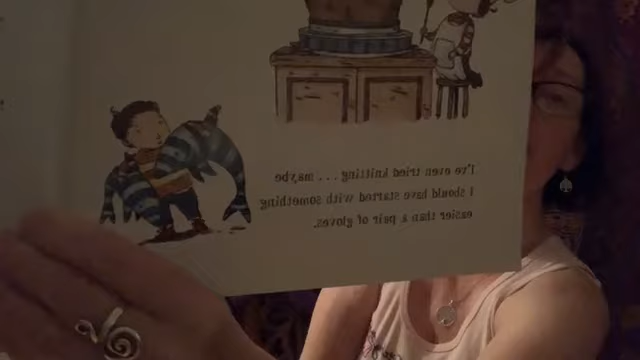 I've even tried knitting . . . maybe
I should have started with something
easier than a pair of gloves.